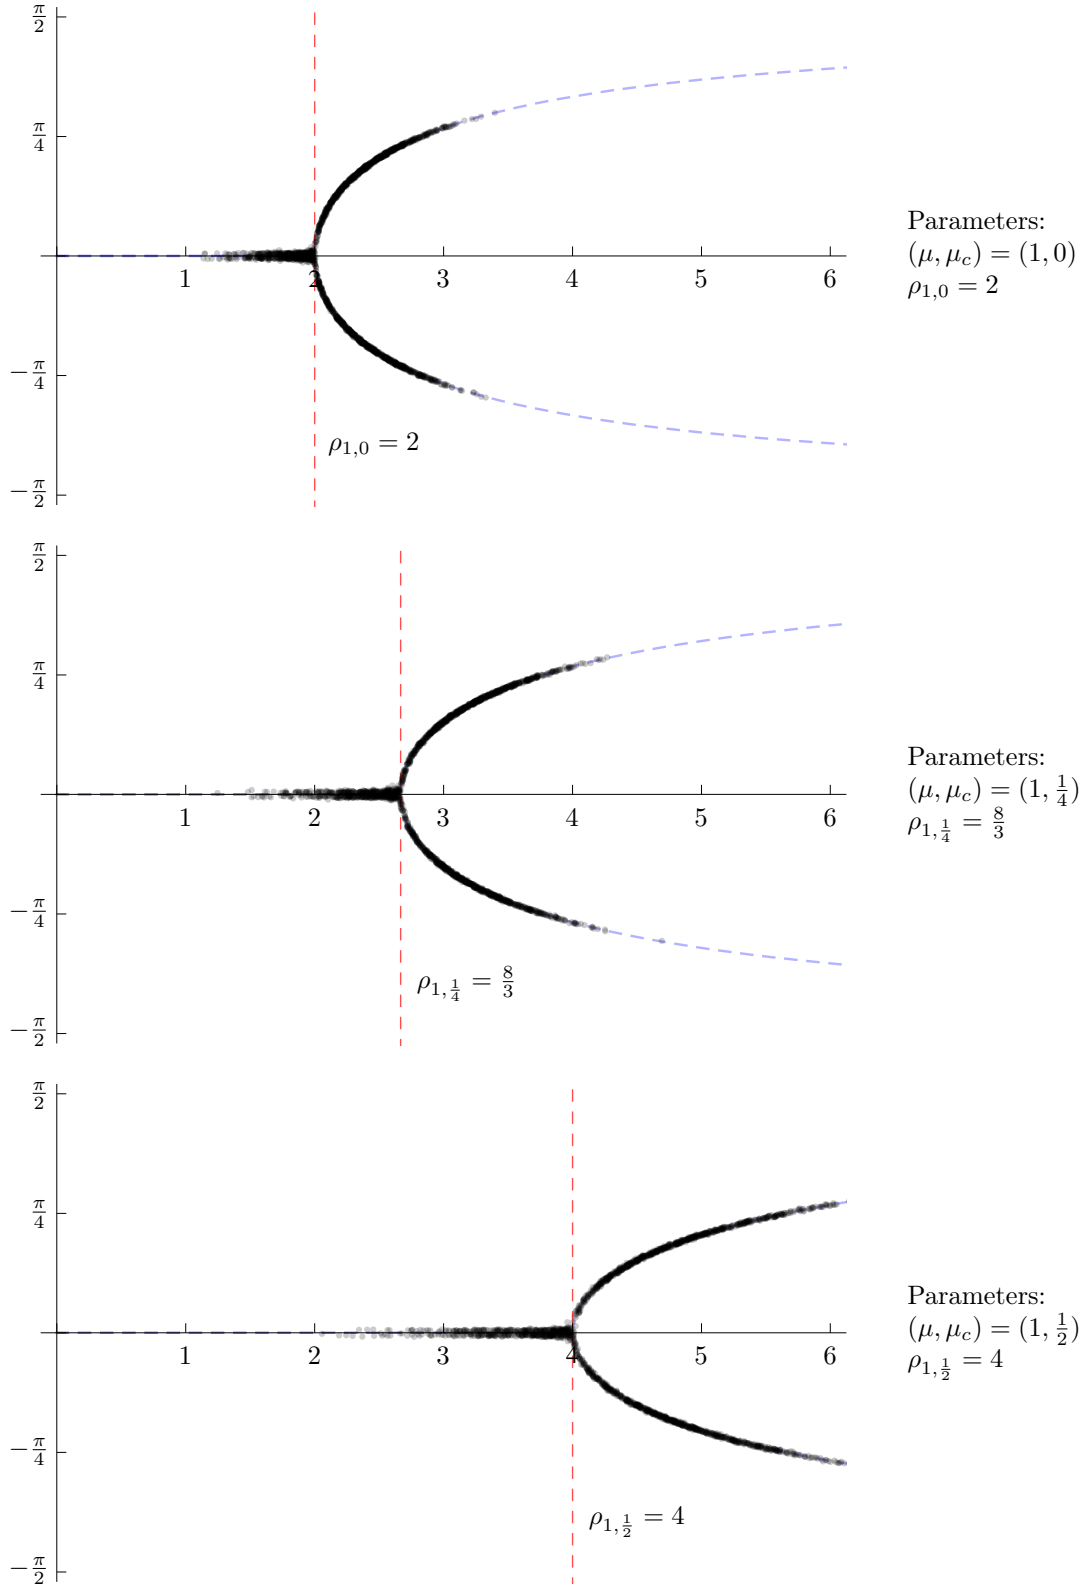 π/2
π/4
−π/4
−π/2
1 2 3 4 5 6
ρ_{1,0} = 2
Parameters:
(μ, μ_c) = (1, 0)
ρ_{1,0} = 2
π/2
π/4
−π/4
−π/2
1 2 3 4 5 6
ρ_{1,1/4} = 8/3
Parameters:
(μ, μ_c) = (1, 1/4)
ρ_{1,1/4} = 8/3
π/2
π/4
−π/4
−π/2
1 2 3 4 5 6
ρ_{1,1/2} = 4
Parameters:
(μ, μ_c) = (1, 1/2)
ρ_{1,1/2} = 4